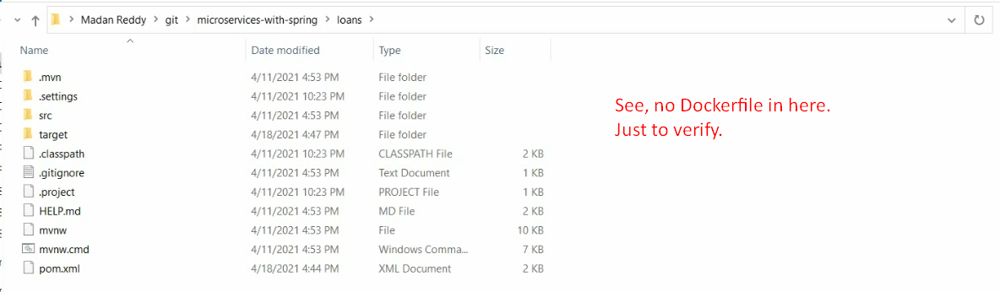 Madan Reddy > git > microservices-with-spring > loans >
Name Date modified Type Size
.mvn 4/11/2021 4:53 PM File folder
.settings 4/11/2021 10:23 PM File folder
src 4/11/2021 4:53 PM File folder
target 4/18/2021 4:47 PM File folder
.classpath 4/11/2021 10:23 PM CLASSPATH File 2 KB
.gitignore 4/11/2021 4:53 PM Text Document 1 KB
.project 4/11/2021 10:23 PM PROJECT File 1 KB
HELP.md 4/11/2021 4:53 PM MD File 2 KB
mvnw 4/11/2021 4:53 PM File 10 KB
mvnw.cmd 4/11/2021 4:53 PM Windows Comma... 7 KB
pom.xml 4/18/2021 4:44 PM XML Document 2 KB
See, no Dockerfile in here.
Just to verify.